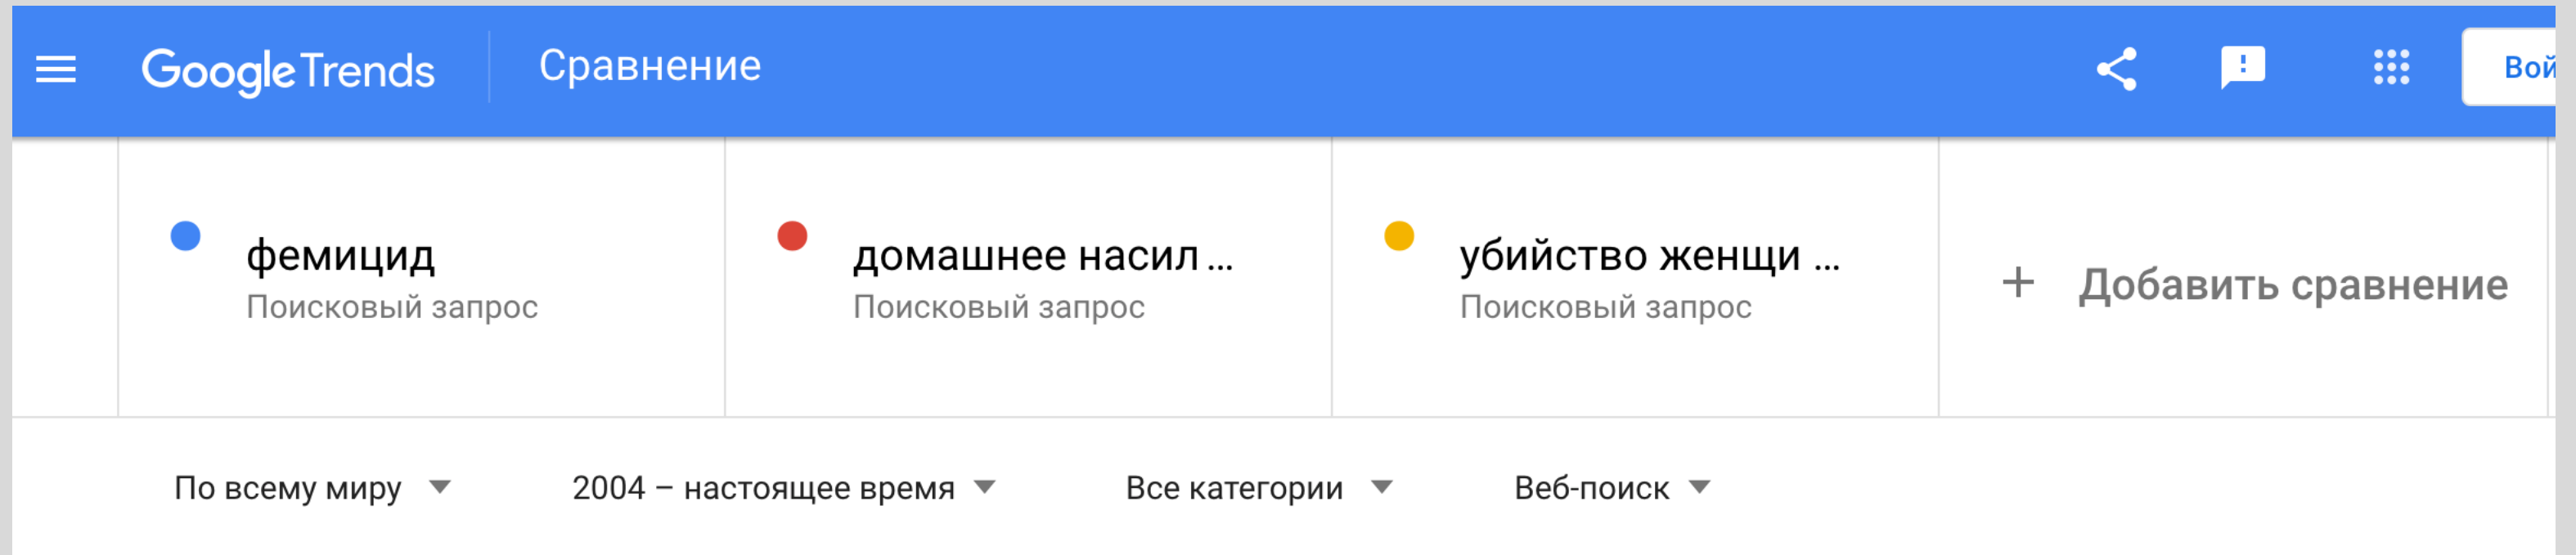 Google Trends
Сравнение
Вой
фемицид
Поисковый запрос
домашнее насил...
Поисковый запрос
убийство женщи ...
Поисковый запрос
+ Добавить сравнение
По всему миру
2004 – настоящее время
Все категории
Веб-поиск